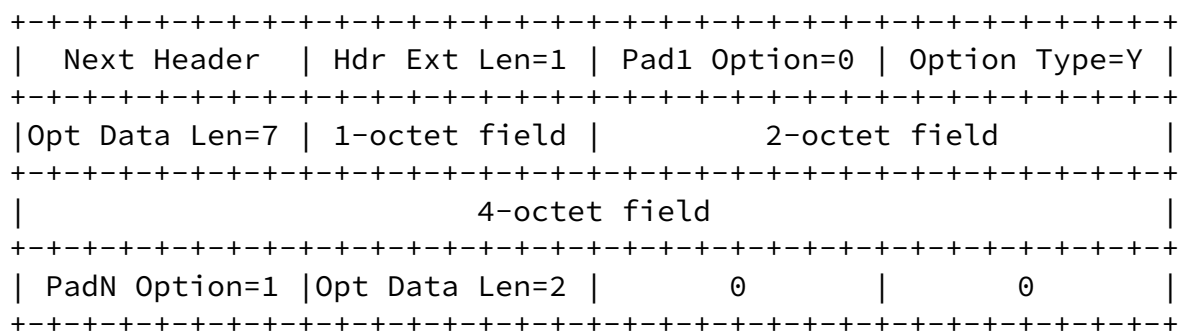 +-+-+-+-+-+-+-+-+-+-+-+-+-+-+-+-+-+-+-+-+-+-+-+-+-+-+-+-+-+-+-+-+
|  Next Header  | Hdr Ext Len=1 | Pad1 Option=0 | Option Type=Y |
+-+-+-+-+-+-+-+-+-+-+-+-+-+-+-+-+-+-+-+-+-+-+-+-+-+-+-+-+-+-+-+-+
|Opt Data Len=7 | 1-octet field |         2-octet field         |
+-+-+-+-+-+-+-+-+-+-+-+-+-+-+-+-+-+-+-+-+-+-+-+-+-+-+-+-+-+-+-+-+
|                         4-octet field                         |
+-+-+-+-+-+-+-+-+-+-+-+-+-+-+-+-+-+-+-+-+-+-+-+-+-+-+-+-+-+-+-+-+
| PadN Option=1 |Opt Data Len=2 |       0       |       0       |
+-+-+-+-+-+-+-+-+-+-+-+-+-+-+-+-+-+-+-+-+-+-+-+-+-+-+-+-+-+-+-+-+